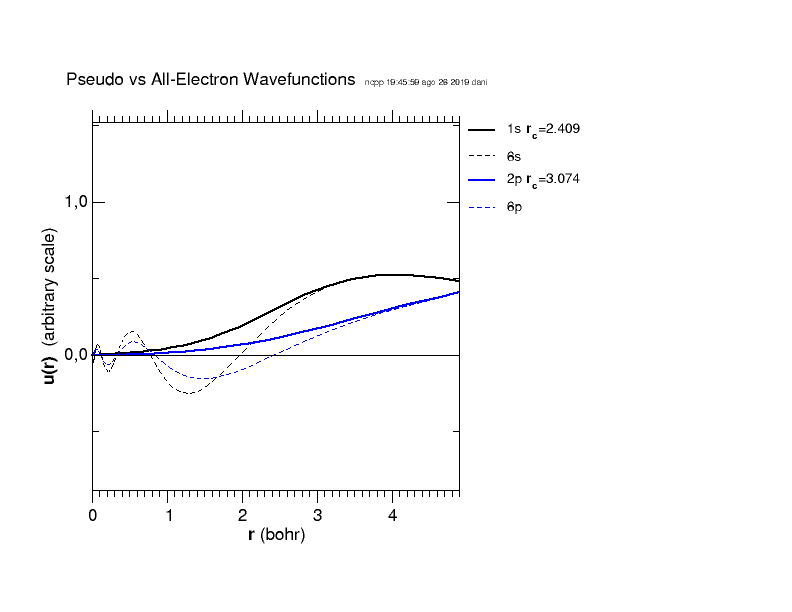 Pseudo vs All-Electron Wavefunctions ncpp 19:45:59 ago 26 2019 dani
1s rc=2.409
6s
2p rc=3.074
6p
1,0
0,0
u(r) (arbitrary scale)
0 1 2 3 4
r (bohr)